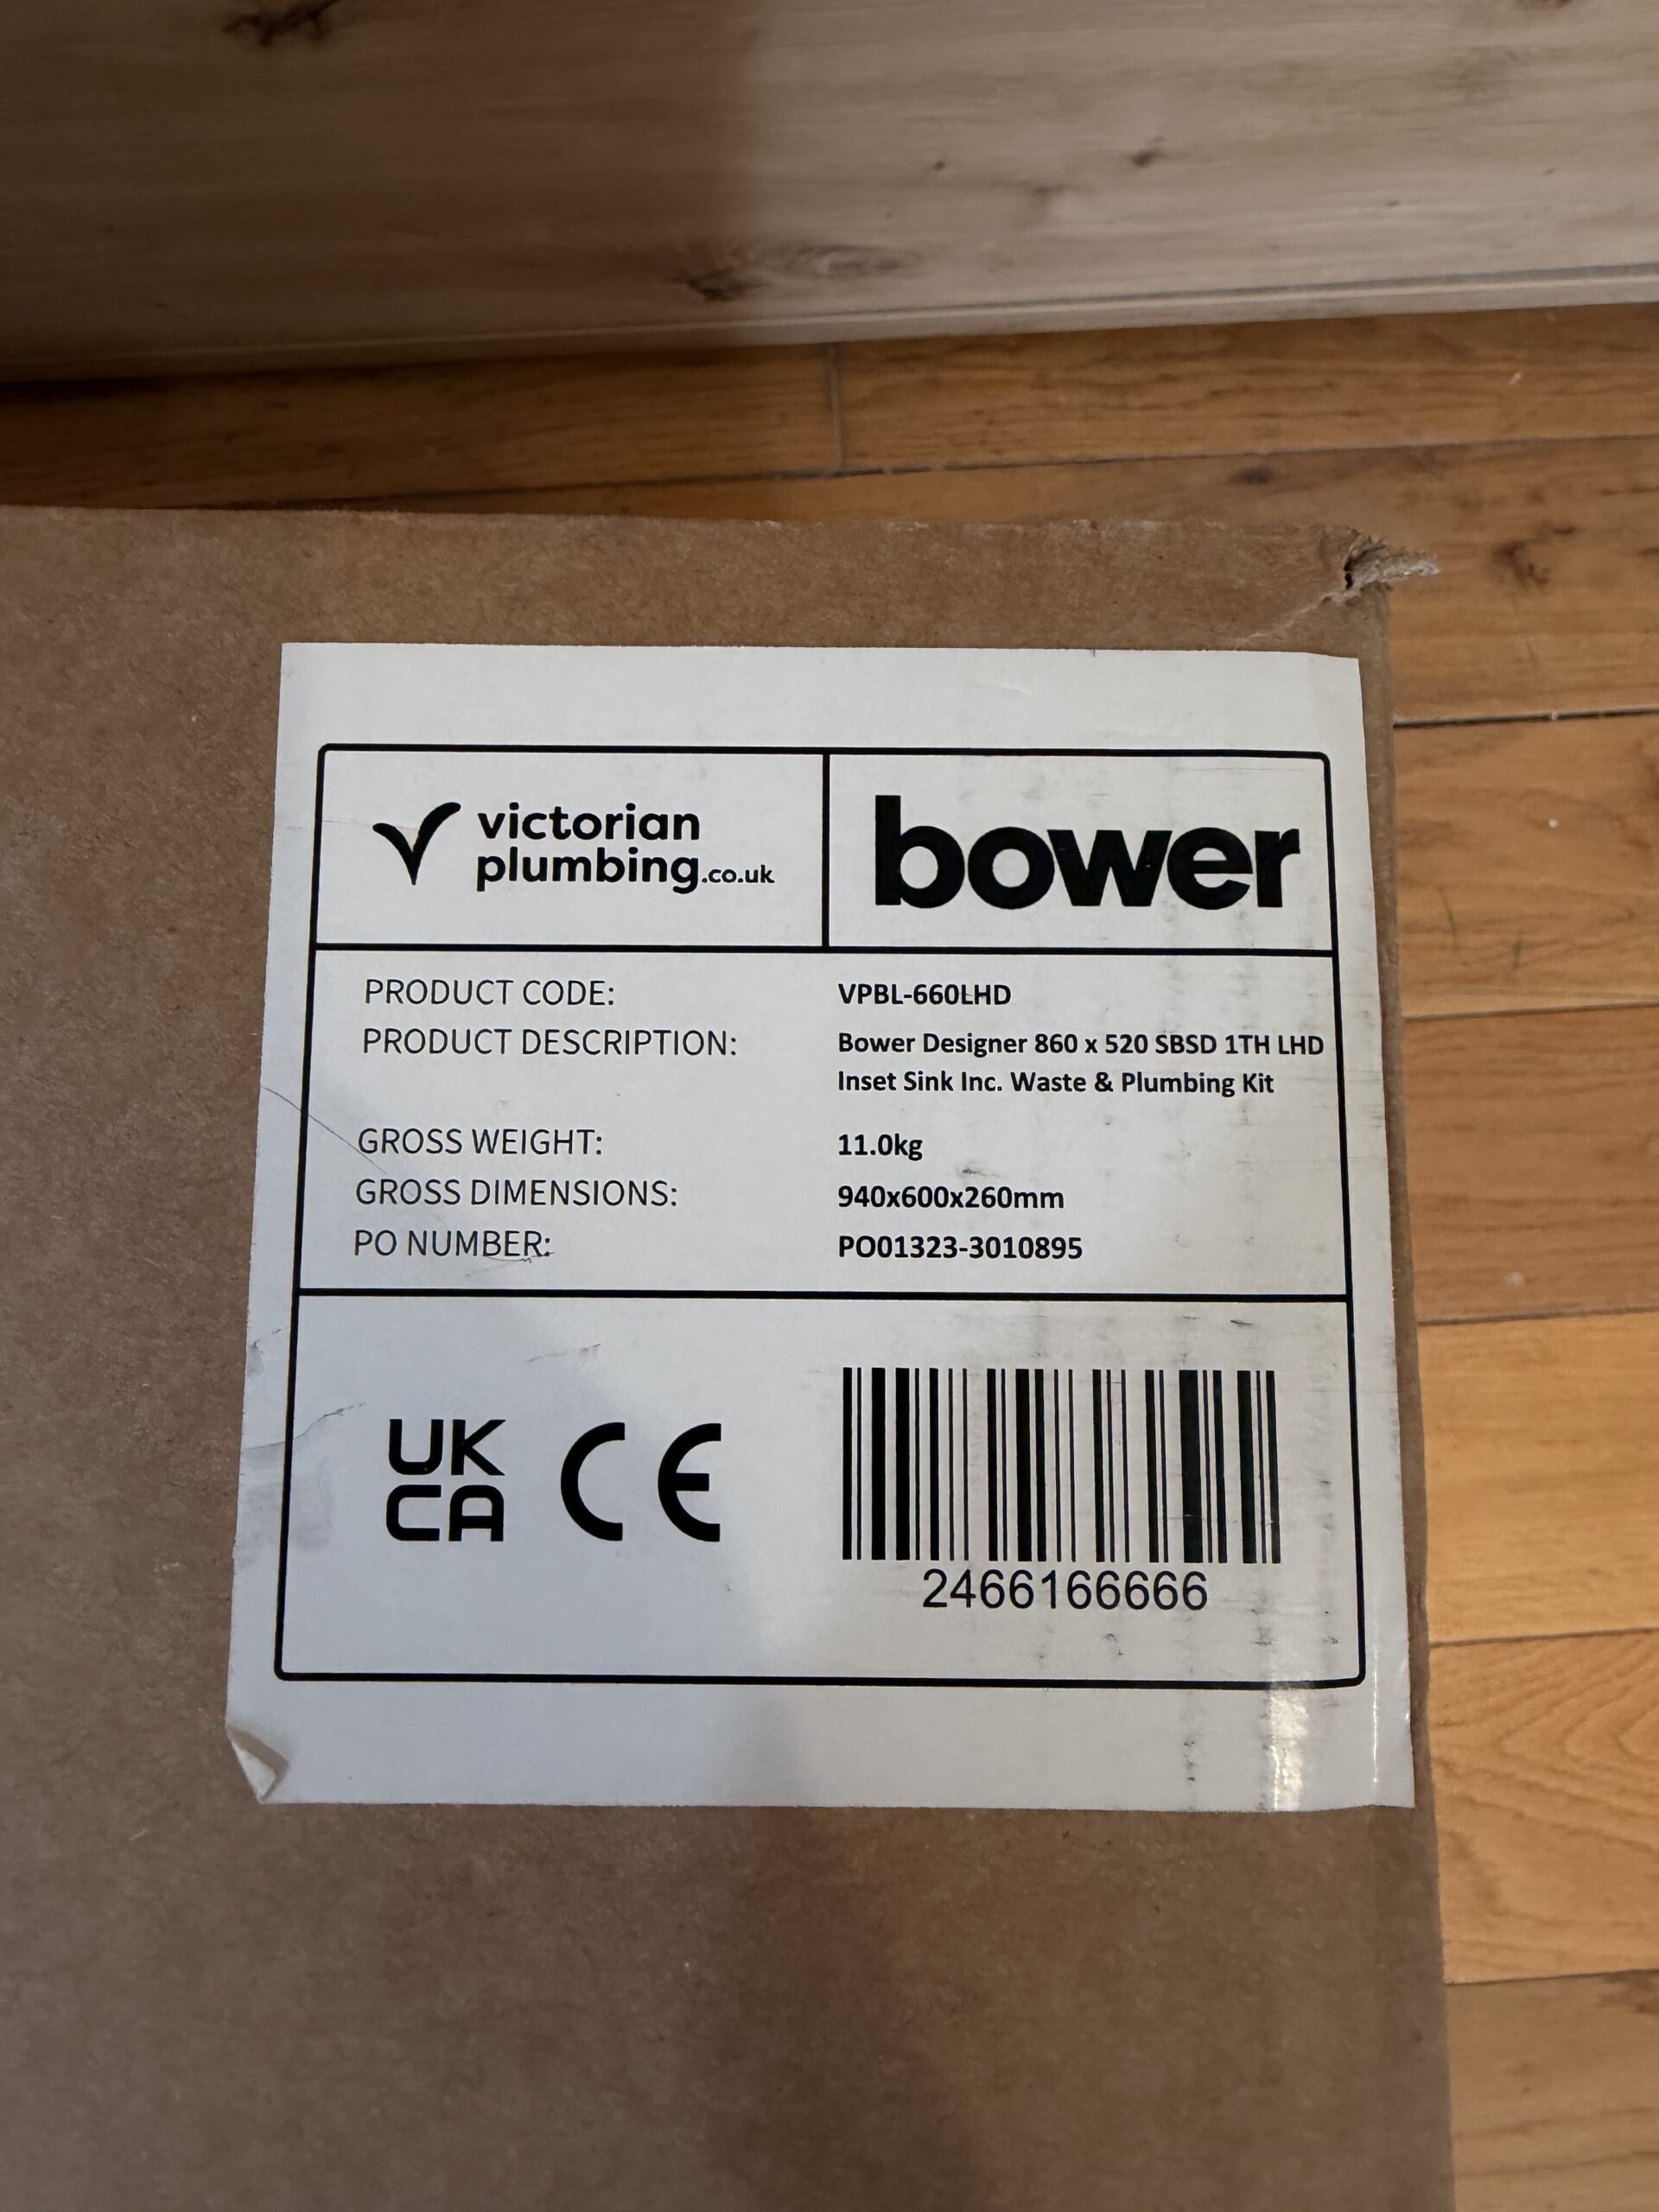 victorian
plumbing.co.uk
bower
PRODUCT CODE: VPBL-660LHD
PRODUCT DESCRIPTION: Bower Designer 860 x 520 SBSD 1TH LHD
Inset Sink Inc. Waste & Plumbing Kit
GROSS WEIGHT: 11.0kg
GROSS DIMENSIONS: 940x600x260mm
PO NUMBER: PO01323-3010895
UK
CA
CE
2466166666